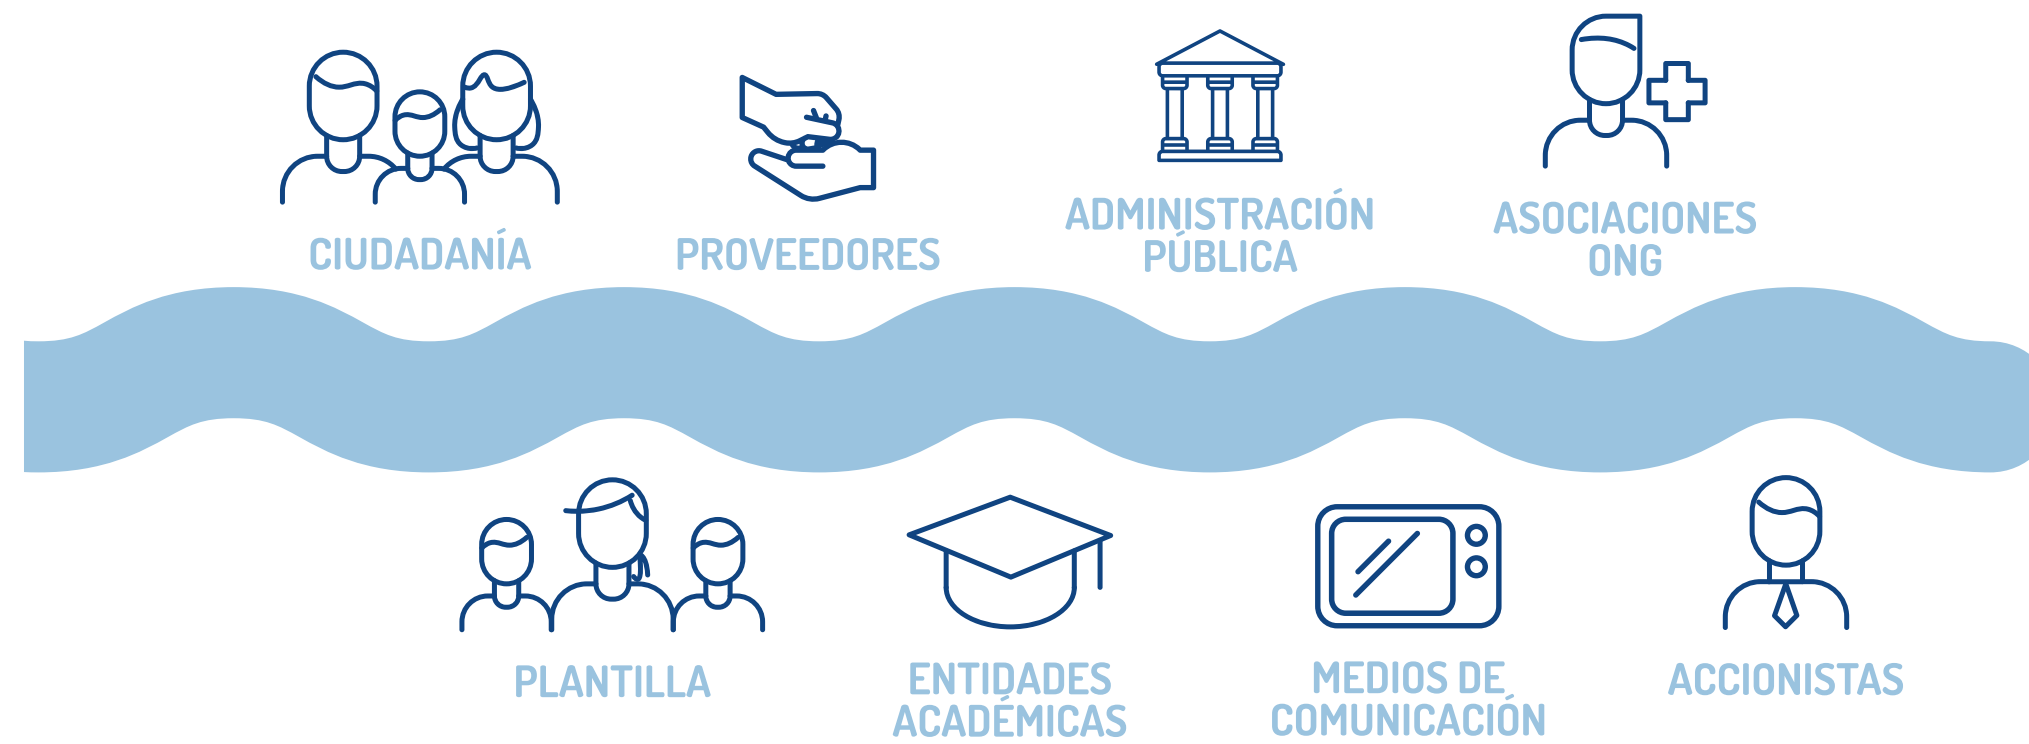 CIUDADANÍA
PROVEEDORES
ADMINISTRACIÓN
PÚBLICA
ASOCIACIONES
ONG
PLANTILLA
ENTIDADES
ACADÉMICAS
MEDIOS DE
COMUNICACIÓN
ACCIONISTAS